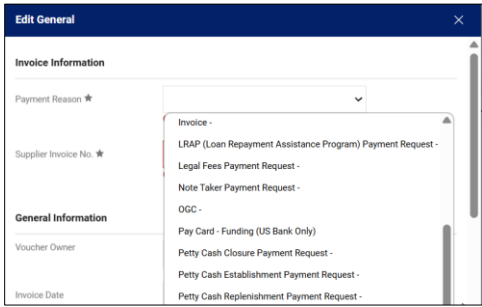 Edit General
Invoice Information
Payment Reason ★
Invoice -
LRAP (Loan Repayment Assistance Program) Payment Request -
Supplier Invoice No. ★
Legal Fees Payment Request -
Note Taker Payment Request -
OGC -
General Information
Pay Card - Funding (US Bank Only)
Voucher Owner
Petty Cash Closure Payment Request -
Petty Cash Establishment Payment Request -
Invoice Date
Petty Cash Replenishment Payment Request -